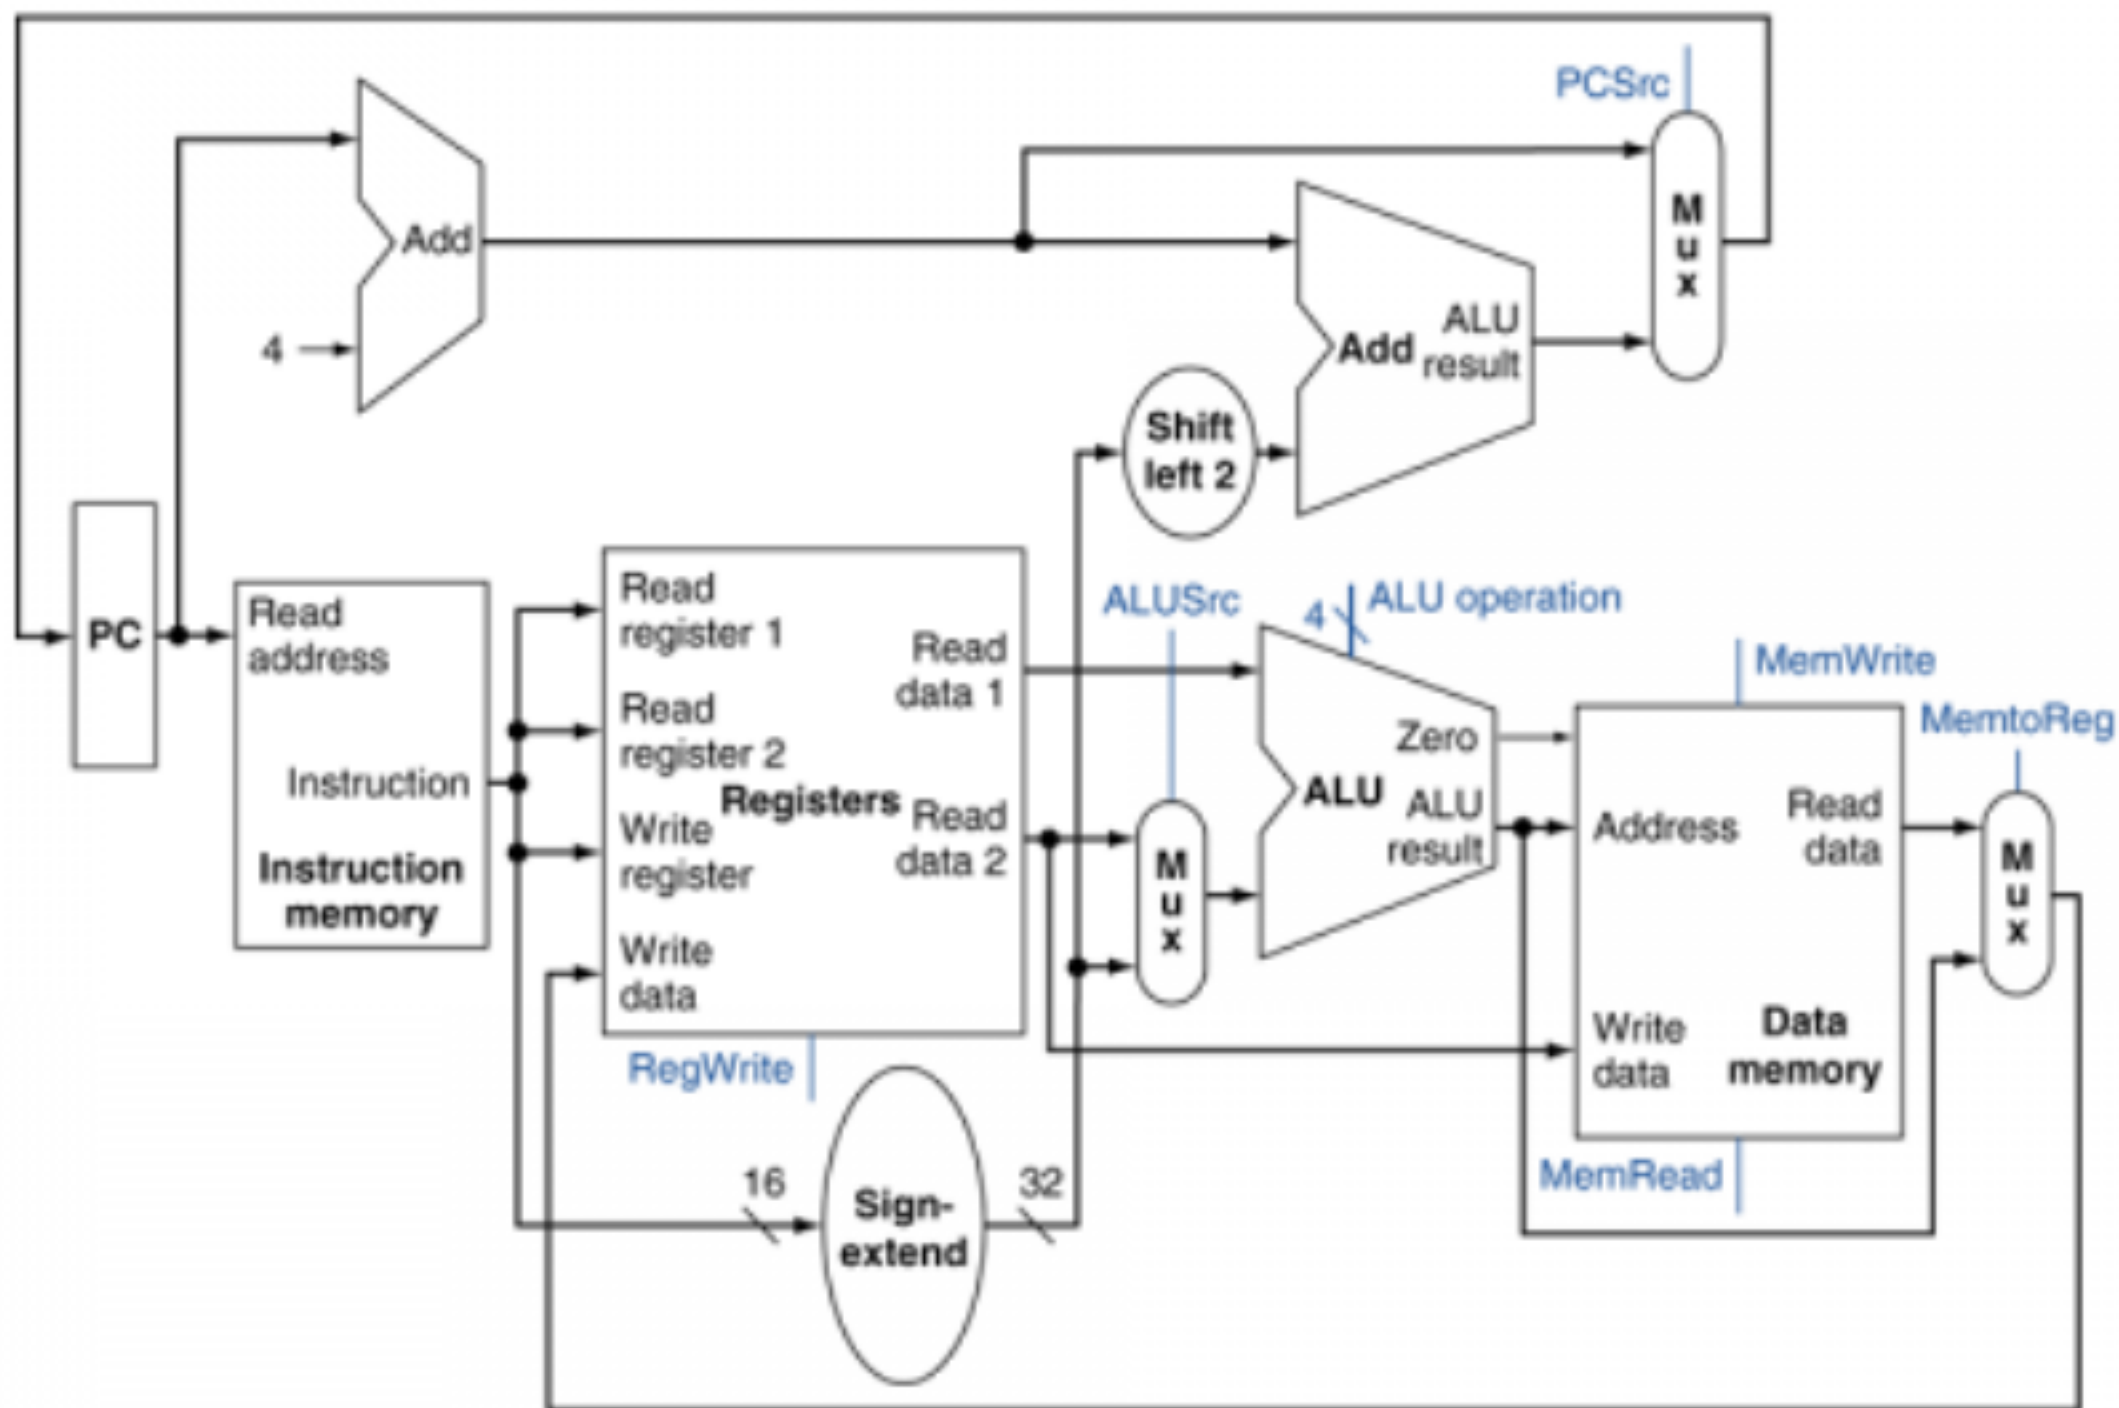 PCSrc
M
u
x
Add
4
Add
ALU
result
Shift
left 2
PC
Read
address
Instruction
Instruction
memory
Read
register 1
Read
register 2
Registers
Write
register
Write
data
Read
data 1
Read
data 2
RegWrite
16
Sign-
extend
32
ALUSrc
M
u
x
4
ALU operation
Zero
ALU
ALU
result
MemWrite
Address
Read
data
Write
data
Data
memory
MemRead
MemtoReg
M
u
x